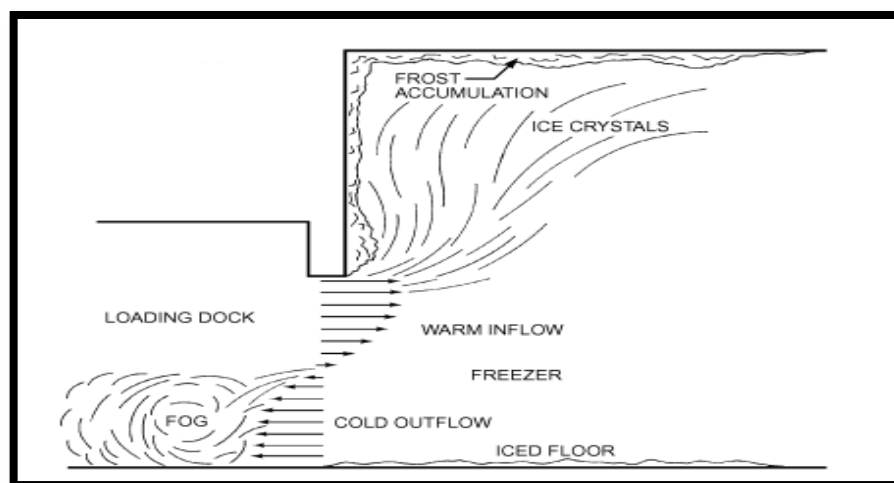 FROST
ACCUMULATION
ICE CRYSTALS
LOADING DOCK
WARM INFLOW
FREEZER
FOG
COLD OUTFLOW
ICED FLOOR